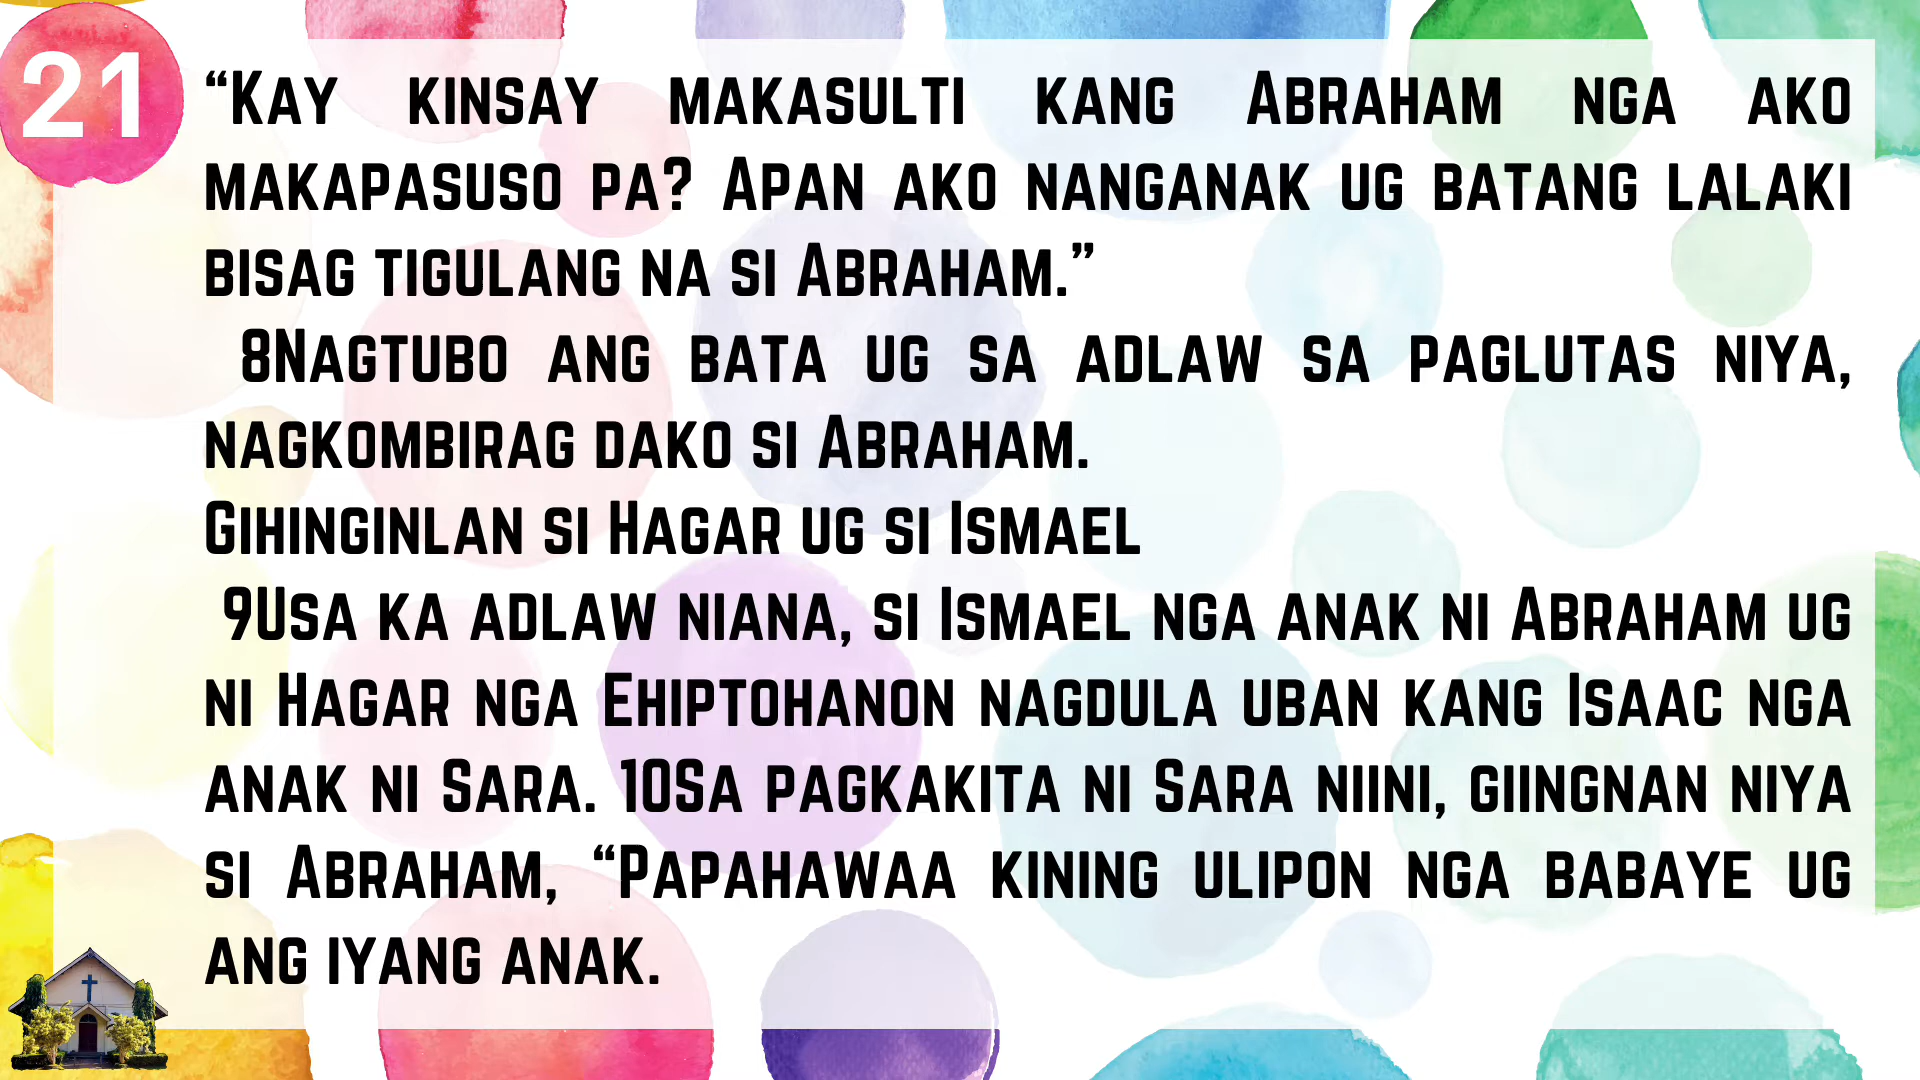 21
“Kay kinsay makasulti kang Abraham nga ako
makapasuso pa? Apan ako nanganak ug batang lalaki
bisag tigulang na si Abraham.”
8Nagtubo ang bata ug sa adlaw sa paglutas niya,
nagkombirag dako si Abraham.
Gihinginlan si Hagar ug si Ismael
9Usa ka adlaw niana, si Ismael nga anak ni Abraham ug
ni Hagar nga Ehiptohanon nagdula uban kang Isaac nga
anak ni Sara. 10Sa pagkakita ni Sara niini, giingnan niya
si Abraham, “Papahawaa kining ulipon nga babaye ug
ang iyang anak.